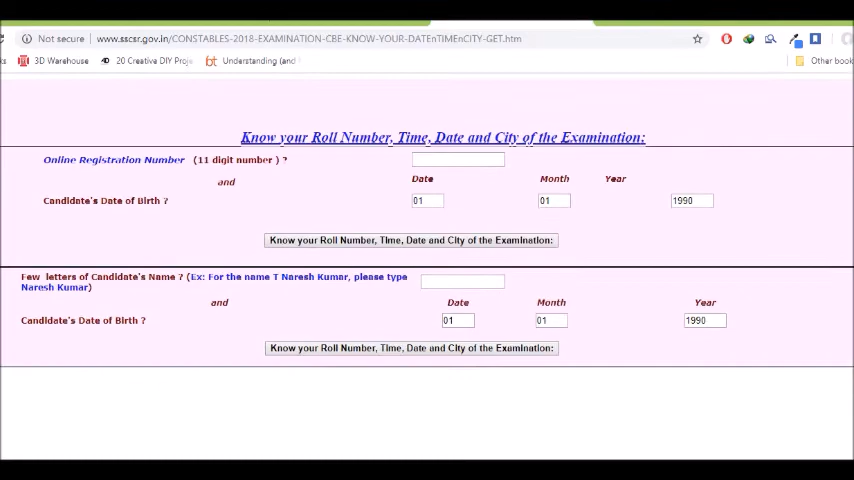 Not secure www.sscsr.gov.in/CONSTABLES-2018-EXAMINATION-CBE-KNOW-YOUR-DATEnTIMEnCITY-GET.htm
3D Warehouse 20 Creative DIY Proje Understanding (and Other book
Know your Roll Number, Time, Date and City of the Examination:
Online Registration Number (11 digit number ) ?
and Date Month Year
Candidate's Date of Birth ? 01 01 1990
Know your Roll Number, Time, Date and City of the Examination:
Few letters of Candidate's Name ? (Ex: For the name T Naresh Kumar, please type
Naresh Kumar)
and Date Month Year
Candidate's Date of Birth ? 01 01 1990
Know your Roll Number, Time, Date and City of the Examination: